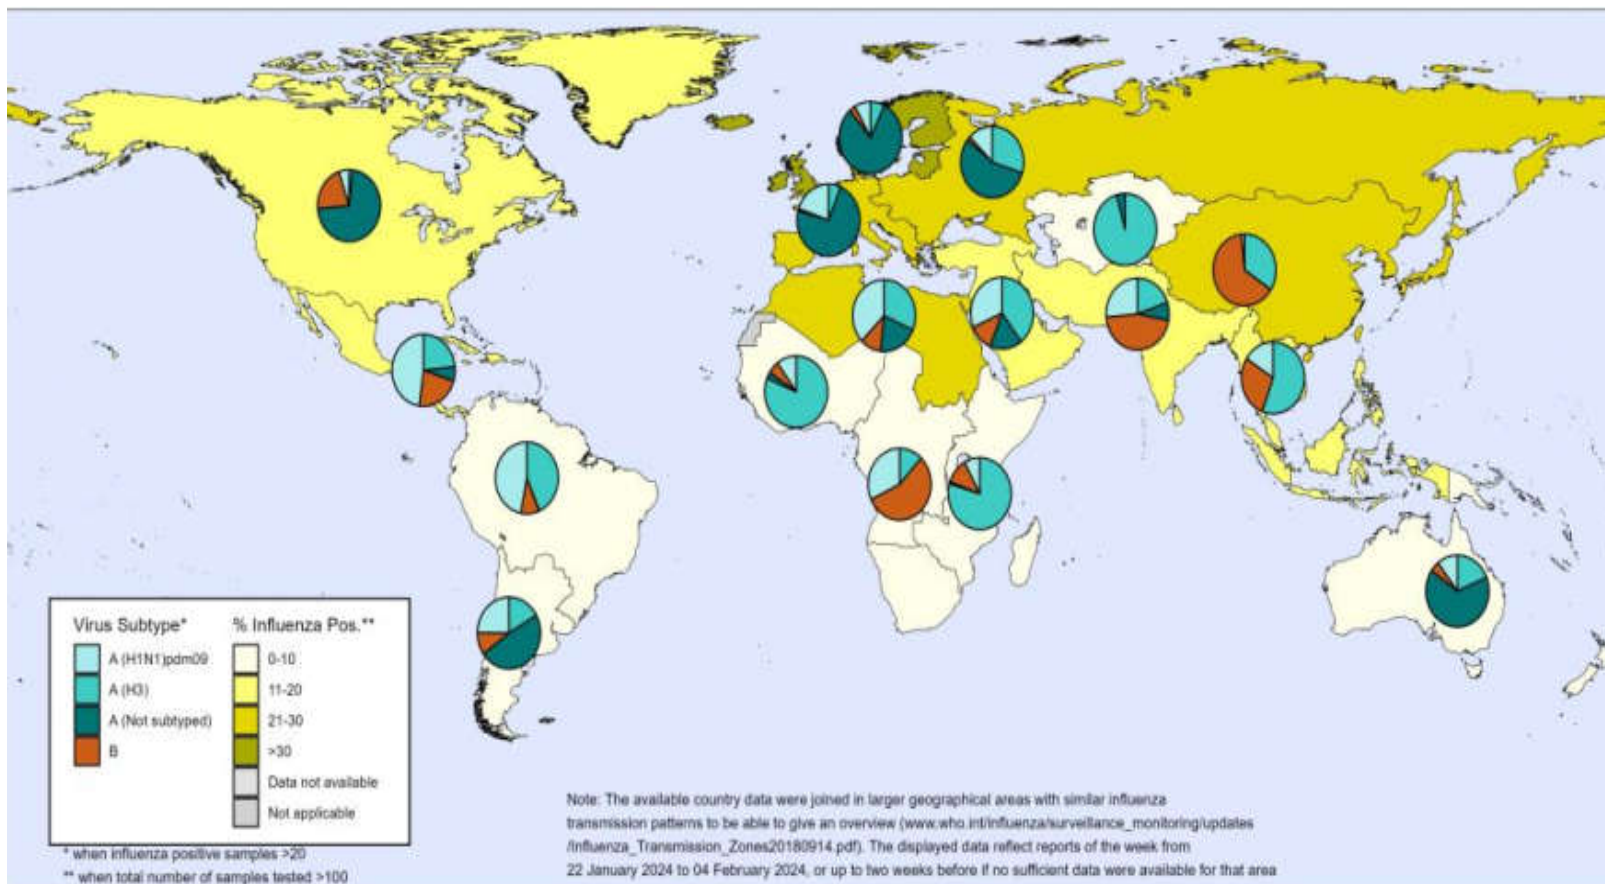 Virus Subtype*
A (H1N1)pdm09
A (H3)
A (Not subtyped)
B
% Influenza Pos.**
0-10
11-20
21-30
>30
Data not available
Not applicable
* when influenza positive samples >20
** when total number of samples tested >100
Note: The available country data were joined in larger geographical areas with similar influenza
transmission patterns to be able to give an overview (www.who.int/influenza/surveillance_monitoring/updates
/Influenza_Transmission_Zones20180914.pdf). The displayed data reflect reports of the week from
22 January 2024 to 04 February 2024, or up to two weeks before if no sufficient data were available for that area